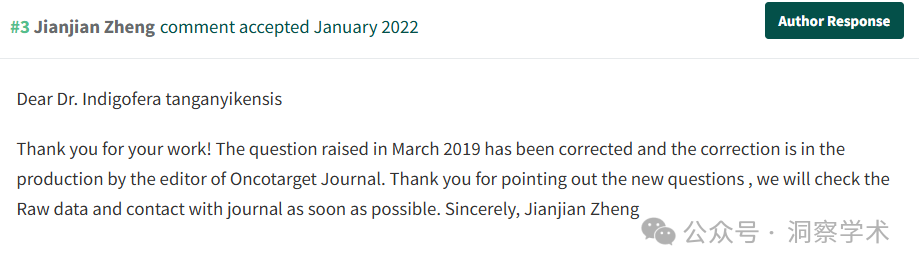 #3 Jianjian Zheng comment accepted January 2022
Author Response
Dear Dr. Indigofera tanganyikensis
Thank you for your work! The question raised in March 2019 has been corrected and the correction is in the
production by the editor of Oncotarget Journal. Thank you for pointing out the new questions , we will check the
Raw data and contact with journal as soon as possible. Sincerely, Jianjian Zheng
公众号 · 洞察学术